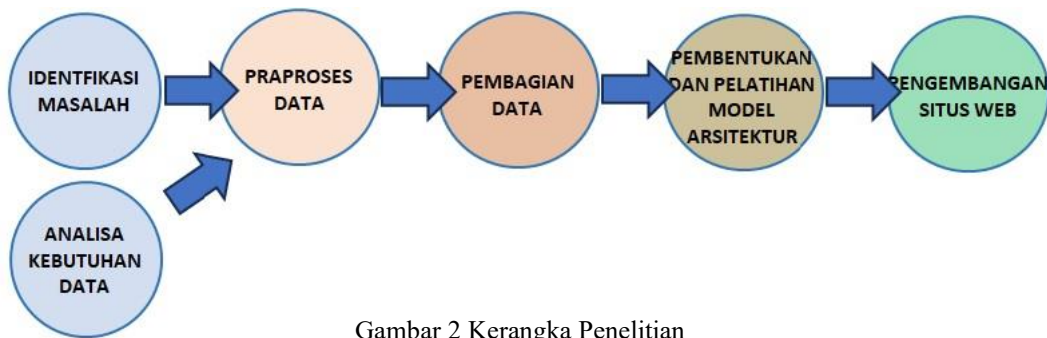 IDENTFIKASI
MASALAH
ANALISA
KEBUTUHAN
DATA
PRAPROSES
DATA
PEMBAGIAN
DATA
PEMBENTUKAN
DAN PELATIHAN
MODEL
ARSITEKTUR
PENGEMBANGAN
SITUS WEB
Gambar 2 Kerangka Penelitian